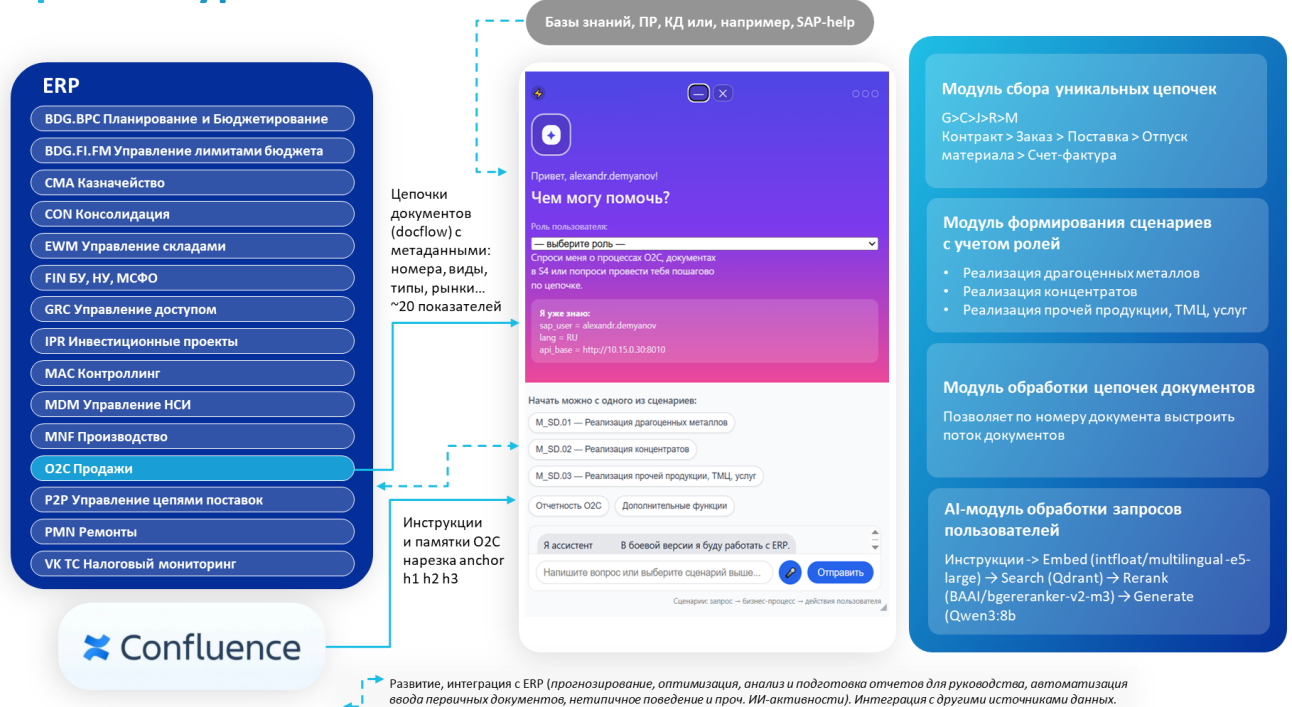 Базы знаний, ПР, КД или, например, SAP-help
ERP
BDG.BPC Планирование и Бюджетирование
BDG.FI.FM Управление лимитами бюджета
CMA Казначейство
CON Консолидация
EWM Управление складами
FIN БУ, НУ, МСФО
GRC Управление доступом
IPR Инвестиционные проекты
MAC Контроллинг
MDM Управление НСИ
MNF Производство
O2C Продажи
P2P Управление цепями поставок
PMN Ремонты
VK TC Налоговый мониторинг
Confluence
Цепочки
документов
(docflow) с
метаданными:
номера, виды,
типы, рынки...
~20 показателей
Инструкции
и памятки O2C
нарезка anchor
h1 h2 h3
Привет, alexandr.demyanov!
Чем могу помочь?
Роль пользователя:
— выберите роль —
Спроси меня о процессах O2C, документах
в S4 или попроси провести тебя пошагово
по цепочке.
Я уже знаю:
sap_user = alexandr.demyanov
lang = RU
api_base = http://10.15.0.30:8010
Начать можно с одного из сценариев:
M_SD.01 — Реализация драгоценных металлов
M_SD.02 — Реализация концентратов
M_SD.03 — Реализация прочей продукции, ТМЦ, услуг
Отчетность O2C Дополнительные функции
Я ассистент В боевой версии я буду работать с ERP.
Напишите вопрос или выберите сценарий выше... Отправить
Сценарии: запрос → бизнес-процесс → действия пользователя
Модуль сбора уникальных цепочек
G>C>J>R>M
Контракт > Заказ > Поставка > Отпуск
материала > Счет-фактура
Модуль формирования сценариев
с учетом ролей
• Реализация драгоценных металлов
• Реализация концентратов
• Реализация прочей продукции, ТМЦ, услуг
Модуль обработки цепочек документов
Позволяет по номеру документа выстроить
поток документов
AI-модуль обработки запросов
пользователей
Инструкции -> Embed (intfloat/multilingual-e5-
large) → Search (Qdrant) → Rerank
(BAAI/bgereranker-v2-m3) → Generate
(Qwen3:8b
Развитие, интеграция с ERP (прогнозирование, оптимизация, анализ и подготовка отчетов для руководства, автоматизация
ввода первичных документов, нетипичное поведение и проч. ИИ-активности). Интеграция с другими источниками данных.